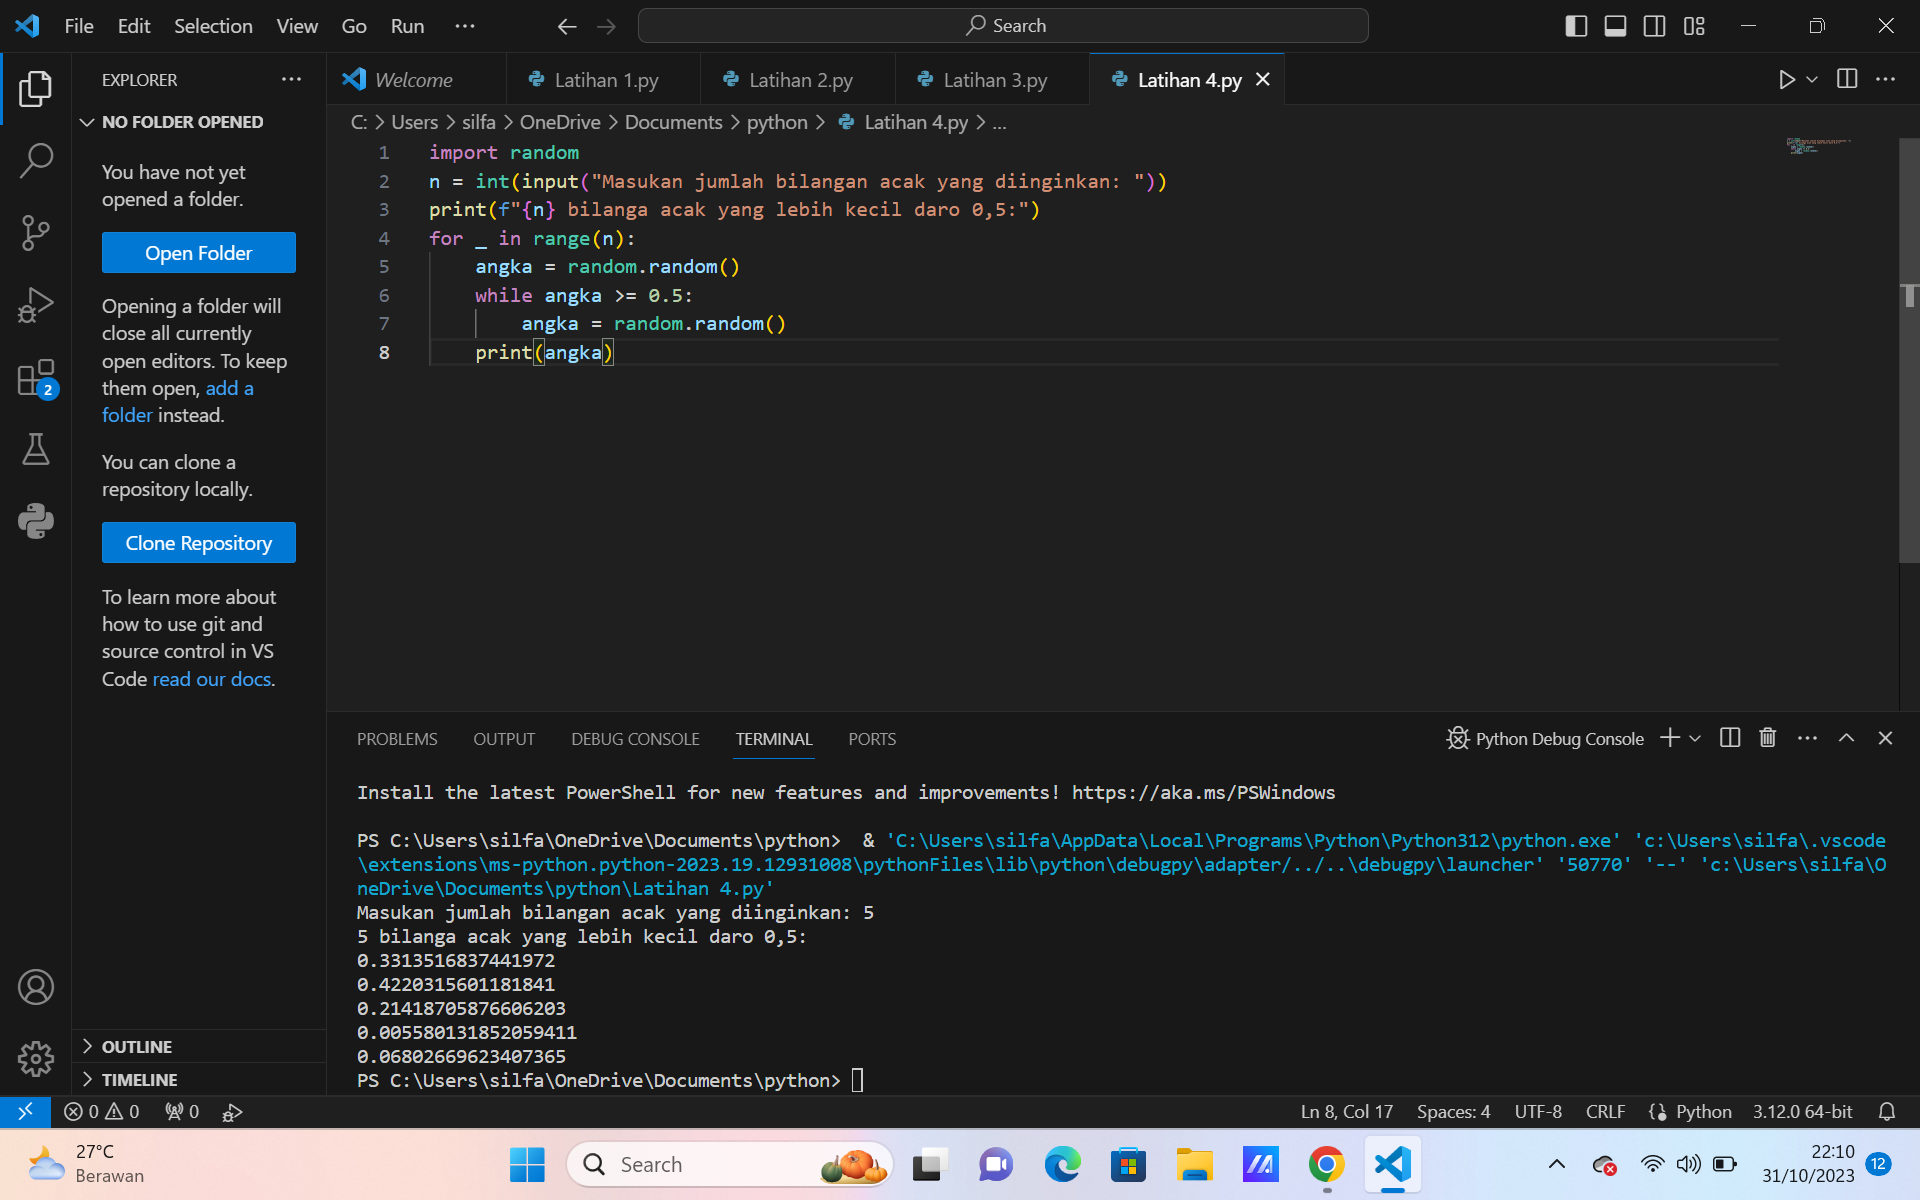 File Edit Selection View Go Run ···
Search
EXPLORER ···
NO FOLDER OPENED
You have not yet
opened a folder.
Open Folder
Opening a folder will
close all currently
open editors. To keep
them open, add a
folder instead.
You can clone a
repository locally.
Clone Repository
To learn more about
how to use git and
source control in VS
Code read our docs.
OUTLINE
TIMELINE
2
Welcome Latihan 1.py Latihan 2.py Latihan 3.py Latihan 4.py
C: > Users > silfa > OneDrive > Documents > python > Latihan 4.py > ...
1 import random
2 n = int(input("Masukan jumlah bilangan acak yang diinginkan: "))
3 print(f"{n} bilanga acak yang lebih kecil daro 0,5:")
4 for _ in range(n):
5     angka = random.random()
6     while angka >= 0.5:
7         angka = random.random()
8     print(angka)
PROBLEMS OUTPUT DEBUG CONSOLE TERMINAL PORTS
Python Debug Console
Install the latest PowerShell for new features and improvements! https://aka.ms/PSWindows
PS C:\Users\silfa\OneDrive\Documents\python>  & 'C:\Users\silfa\AppData\Local\Programs\Python\Python312\python.exe' 'c:\Users\silfa\.vscode
\extensions\ms-python.python-2023.19.12931008\pythonFiles\lib\python\debugpy\adapter/../..\debugpy\launcher' '50770' '--' 'c:\Users\silfa\O
neDrive\Documents\python\Latihan 4.py'
Masukan jumlah bilangan acak yang diinginkan: 5
5 bilanga acak yang lebih kecil daro 0,5:
0.3313516837441972
0.4220315601181841
0.21418705876606203
0.005580131852059411
0.06802669623407365
PS C:\Users\silfa\OneDrive\Documents\python>
0 0 0
Ln 8, Col 17 Spaces: 4 UTF-8 CRLF Python 3.12.0 64-bit
27°C
Berawan
Search
22:10
31/10/2023
12